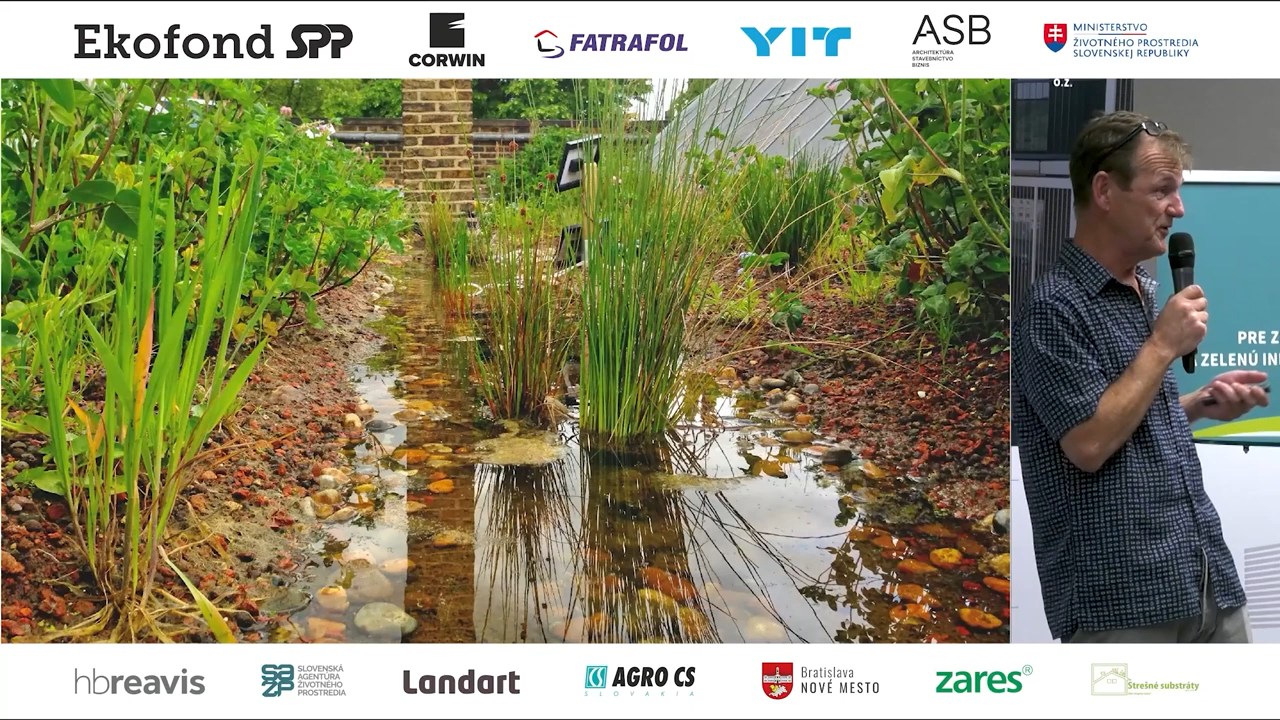 Ekofond SPP
CORWIN
FATRAFOL
YIT
ASB
ARCHITEKTÚRA
STAVEBNÍCTVO
BIZNIS
MINISTERSTVO
ŽIVOTNÉHO PROSTREDIA
SLOVENSKEJ REPUBLIKY
O.Z.
PRE Z
ZELENÚ IN
hbreavis
SLOVENSKÁ
AGENTÚRA
ŽIVOTNÉHO
PROSTREDIA
Landart
AGRO CS
SLOVAKIA
Bratislava
NOVÉ MESTO
zares®
Strešné substráty